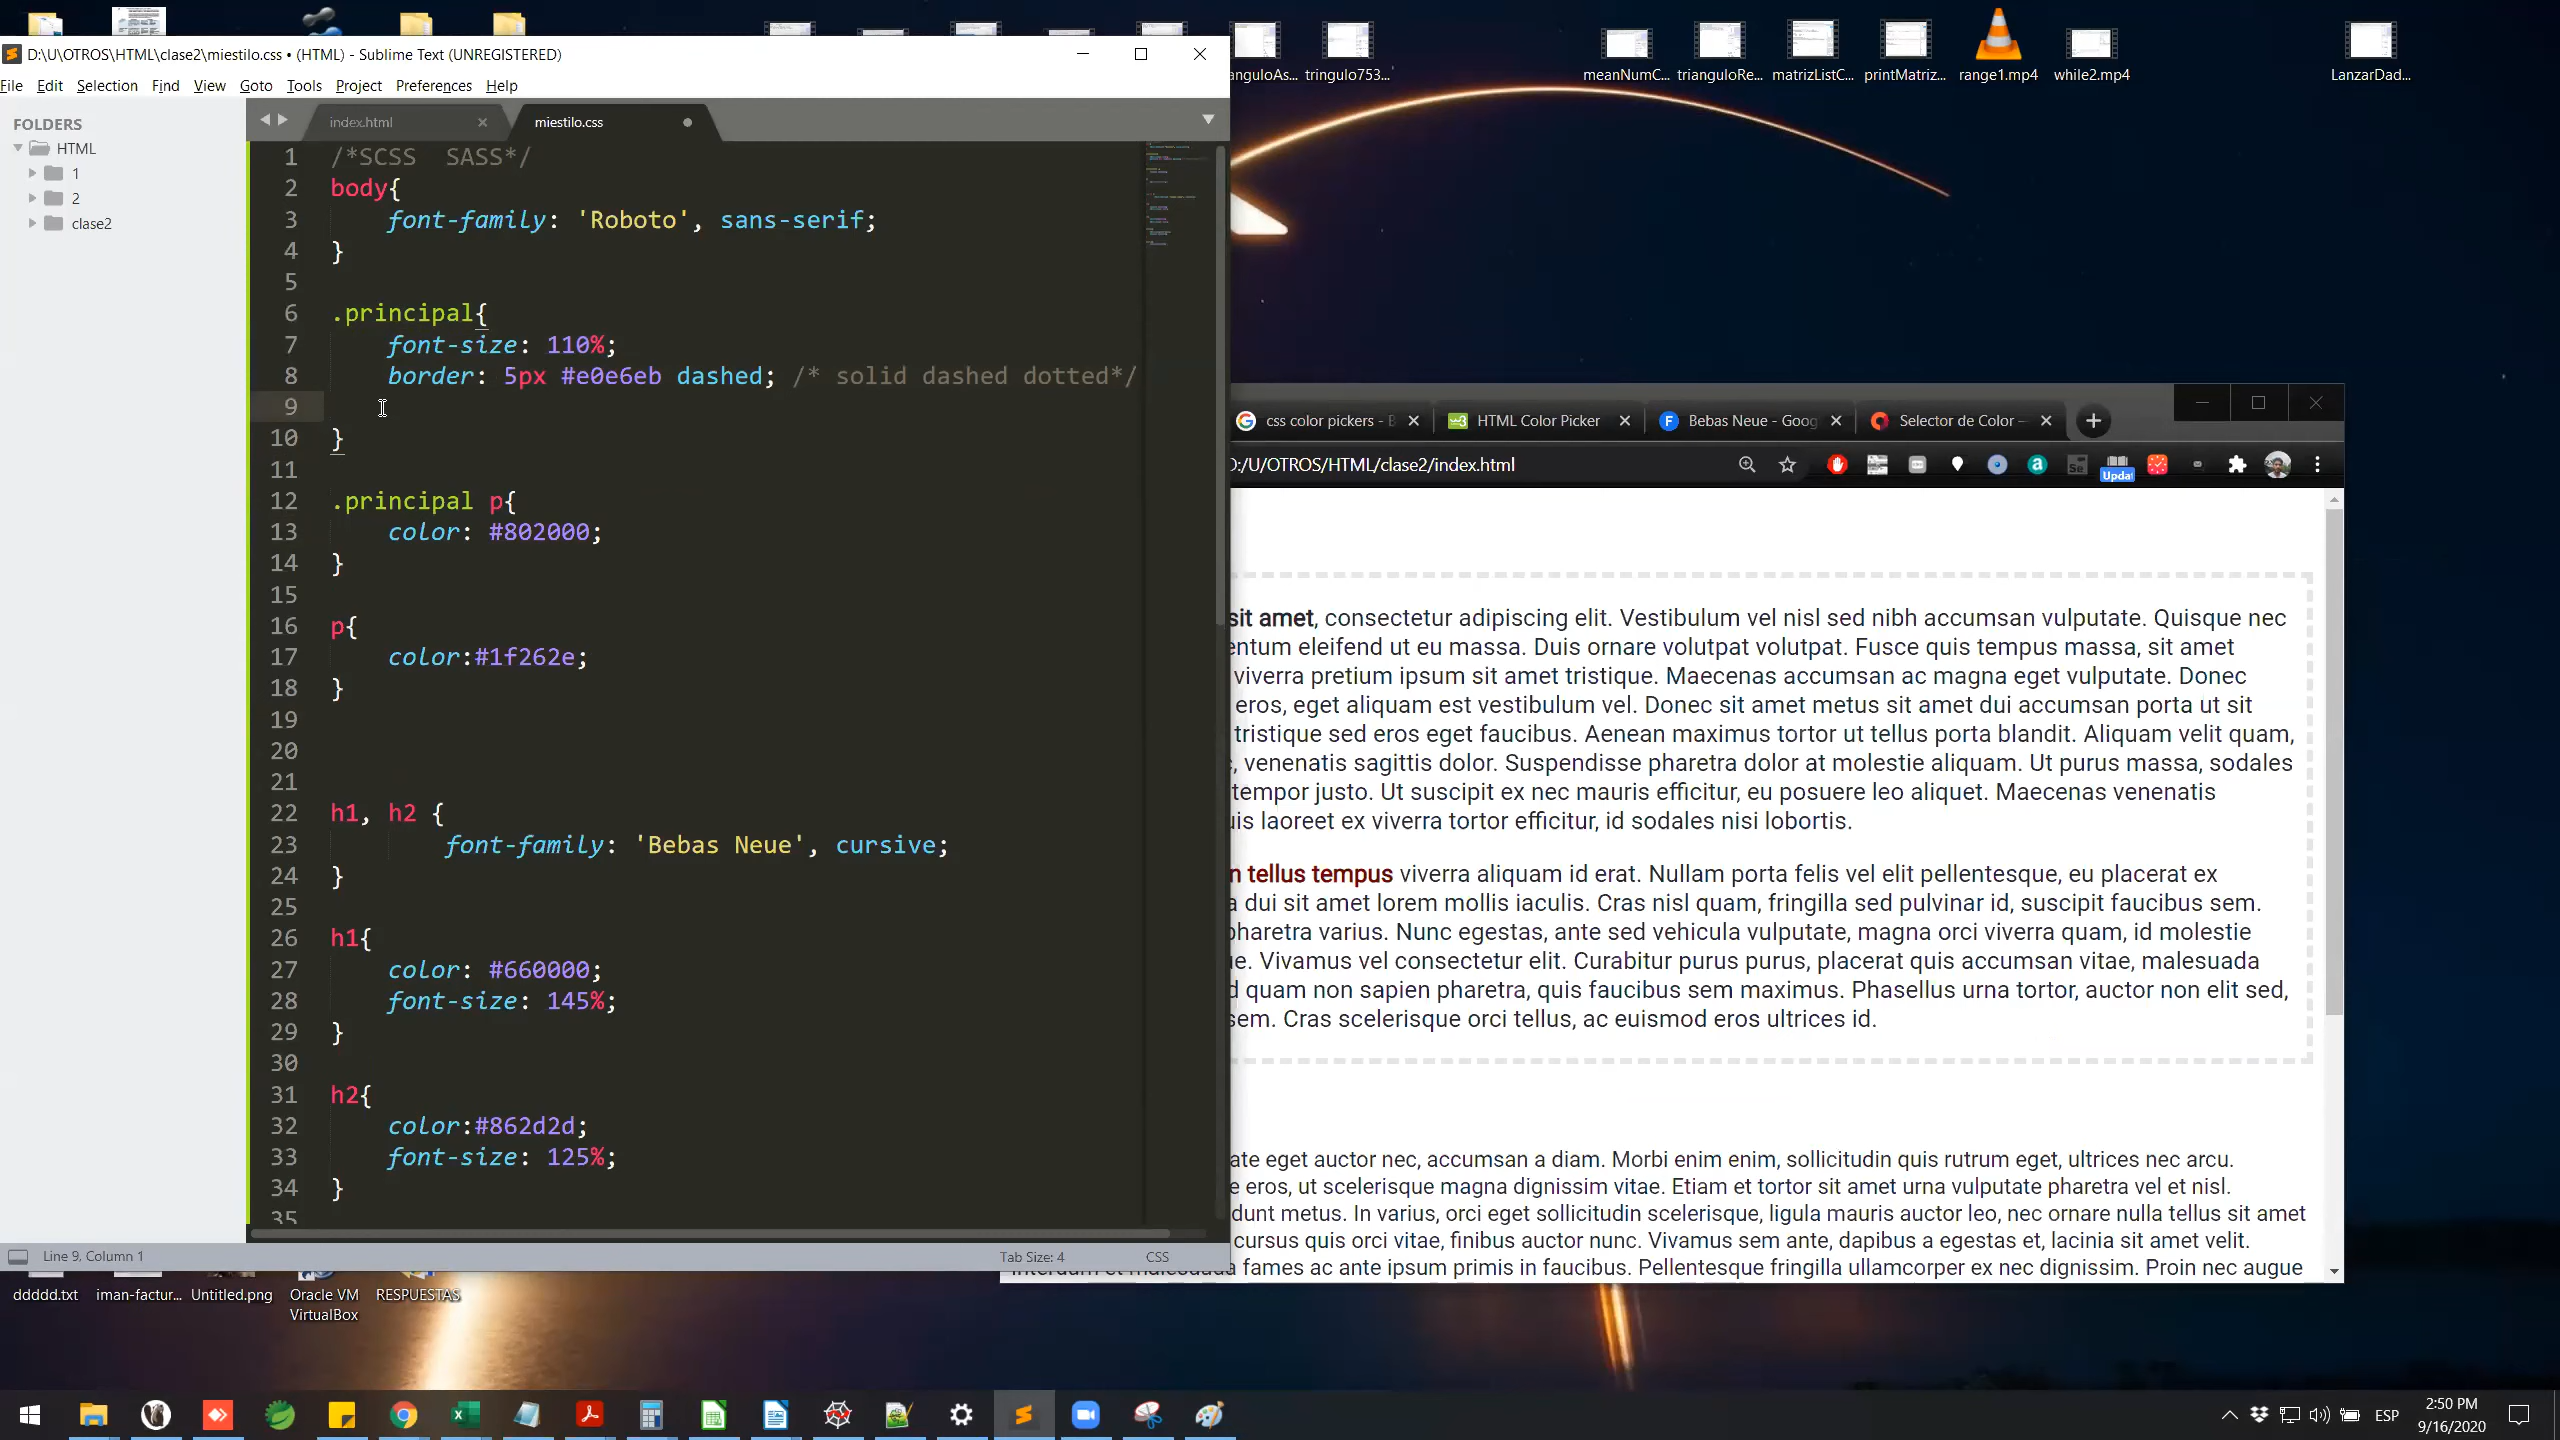 anguloAs...
tringulo753...
meanNumC...
trianguloRe...
matrizListC...
printMatriz...
range1.mp4
while2.mp4
LanzarDad...
D:\U\OTROS\HTML\clase2\miestilo.css • (HTML) - Sublime Text (UNREGISTERED)
File Edit Selection Find View Goto Tools Project Preferences Help
FOLDERS
HTML
1
2
clase2
index.html
miestilo.css
1 /*SCSS  SASS*/
2 body{
3 font-family: 'Roboto', sans-serif;
4 }
5
6 .principal{
7 font-size: 110%;
8 border: 5px #e0e6eb dashed; /* solid dashed dotted*/
9
10 }
11
12 .principal p{
13 color: #802000;
14 }
15
16 p{
17 color:#1f262e;
18 }
19
20
21
22 h1, h2 {
23 font-family: 'Bebas Neue', cursive;
24 }
25
26 h1{
27 color: #660000;
28 font-size: 145%;
29 }
30
31 h2{
32 color:#862d2d;
33 font-size: 125%;
34 }
35
Line 9, Column 1
Tab Size: 4
CSS
css color pickers - B
HTML Color Picker
Bebas Neue - Goog
Selector de Color —
D:/U/OTROS/HTML/clase2/index.html
Updat
sit amet, consectetur adipiscing elit. Vestibulum vel nisl sed nibh accumsan vulputate. Quisque nec
entum eleifend ut eu massa. Duis ornare volutpat volutpat. Fusce quis tempus massa, sit amet
viverra pretium ipsum sit amet tristique. Maecenas accumsan ac magna eget vulputate. Donec
eros, eget aliquam est vestibulum vel. Donec sit amet metus sit amet dui accumsan porta ut sit
tristique sed eros eget faucibus. Aenean maximus tortor ut tellus porta blandit. Aliquam velit quam,
, venenatis sagittis dolor. Suspendisse pharetra dolor at molestie aliquam. Ut purus massa, sodales
tempor justo. Ut suscipit ex nec mauris efficitur, eu posuere leo aliquet. Maecenas venenatis
uis laoreet ex viverra tortor efficitur, id sodales nisi lobortis.
n tellus tempus viverra aliquam id erat. Nullam porta felis vel elit pellentesque, eu placerat ex
a dui sit amet lorem mollis iaculis. Cras nisl quam, fringilla sed pulvinar id, suscipit faucibus sem.
pharetra varius. Nunc egestas, ante sed vehicula vulputate, magna orci viverra quam, id molestie
e. Vivamus vel consectetur elit. Curabitur purus purus, placerat quis accumsan vitae, malesuada
d quam non sapien pharetra, quis faucibus sem maximus. Phasellus urna tortor, auctor non elit sed,
sem. Cras scelerisque orci tellus, ac euismod eros ultrices id.
ate eget auctor nec, accumsan a diam. Morbi enim enim, sollicitudin quis rutrum eget, ultrices nec arcu.
e eros, ut scelerisque magna dignissim vitae. Etiam et tortor sit amet urna vulputate pharetra vel et nisl.
dunt metus. In varius, orci eget sollicitudin scelerisque, ligula mauris auctor leo, nec ornare nulla tellus sit amet
cursus quis orci vitae, finibus auctor nunc. Vivamus sem ante, dapibus a egestas et, lacinia sit amet velit.
fames ac ante ipsum primis in faucibus. Pellentesque fringilla ullamcorper ex nec dignissim. Proin nec augue
ddddd.txt
iman-factur...
Untitled.png
Oracle VM
VirtualBox
RESPUESTAS
ESP
2:50 PM
9/16/2020